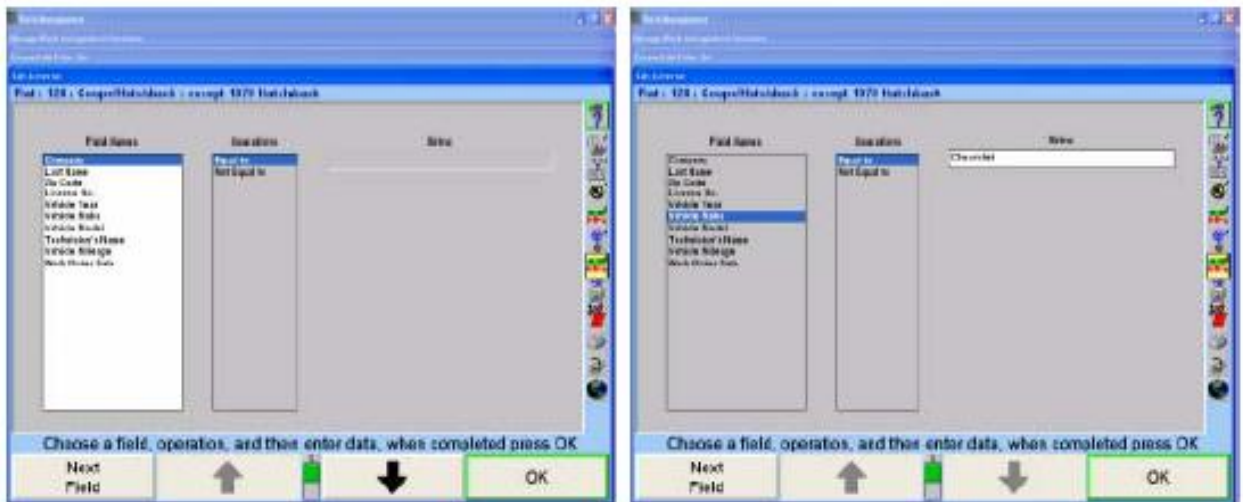 Fiat : 128 : Coupe/Hatchback : except 1979 Hatchback
Field Names
Operations
Value
Company
Last Name
Zip Code
License No.
Vehicle Year
Vehicle Make
Vehicle Model
Technician's Name
Vehicle Mileage
Work Order Date
Equal to
Not Equal to
Choose a field, operation, and then enter data, when completed press OK
Next
Field
OK
Fiat : 128 : Coupe/Hatchback : except 1979 Hatchback
Field Names
Operations
Value
Company
Last Name
Zip Code
License No.
Vehicle Year
Vehicle Make
Vehicle Model
Technician's Name
Vehicle Mileage
Work Order Date
Equal to
Not Equal to
Chevrolet
Choose a field, operation, and then enter data, when completed press OK
Next
Field
OK